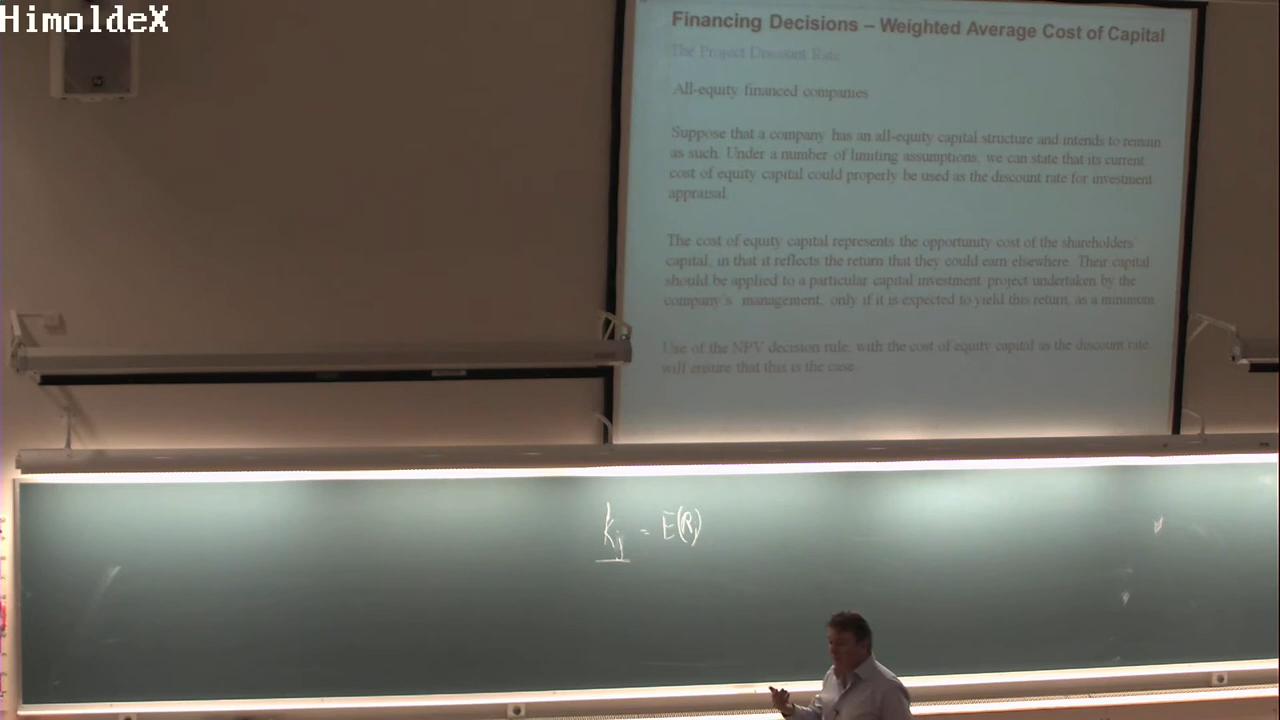 HimoldeX
Financing Decisions – Weighted Average Cost of Capital
The Project Discount Rate
All-equity financed companies
Suppose that a company has an all-equity capital structure and intends to remain
as such. Under a number of limiting assumptions, we can state that its current
cost of equity capital could properly be used as the discount rate for investment
appraisal.
The cost of equity capital represents the opportunity cost of the shareholders'
capital, in that it reflects the return that they could earn elsewhere. Their capital
should be applied to a particular capital investment project undertaken by the
company's management, only if it is expected to yield this return, as a minimum.
Use of the NPV decision rule, with the cost of equity capital as the discount rate,
will ensure that this is the case.
kj = E(Rj)